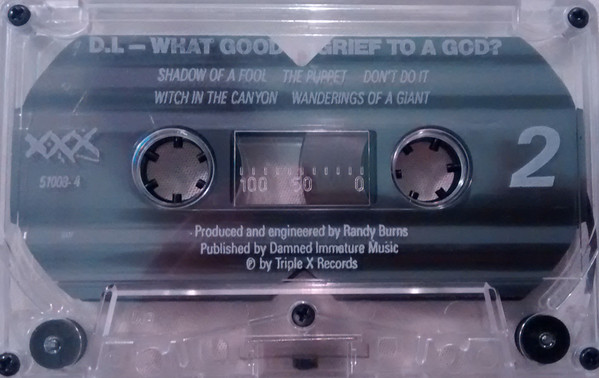 D.I. — WHAT GOOD IS GRIEF TO A GOD?
SHADOW OF A FOOL THE PUPPET DON'T DO IT
WITCH IN THE CANYON WANDERINGS OF A GIANT
XXX
51009-4
2
100 50 0
Produced and engineered by Randy Burns
Published by Damned Immature Music
℗ by Triple X Records